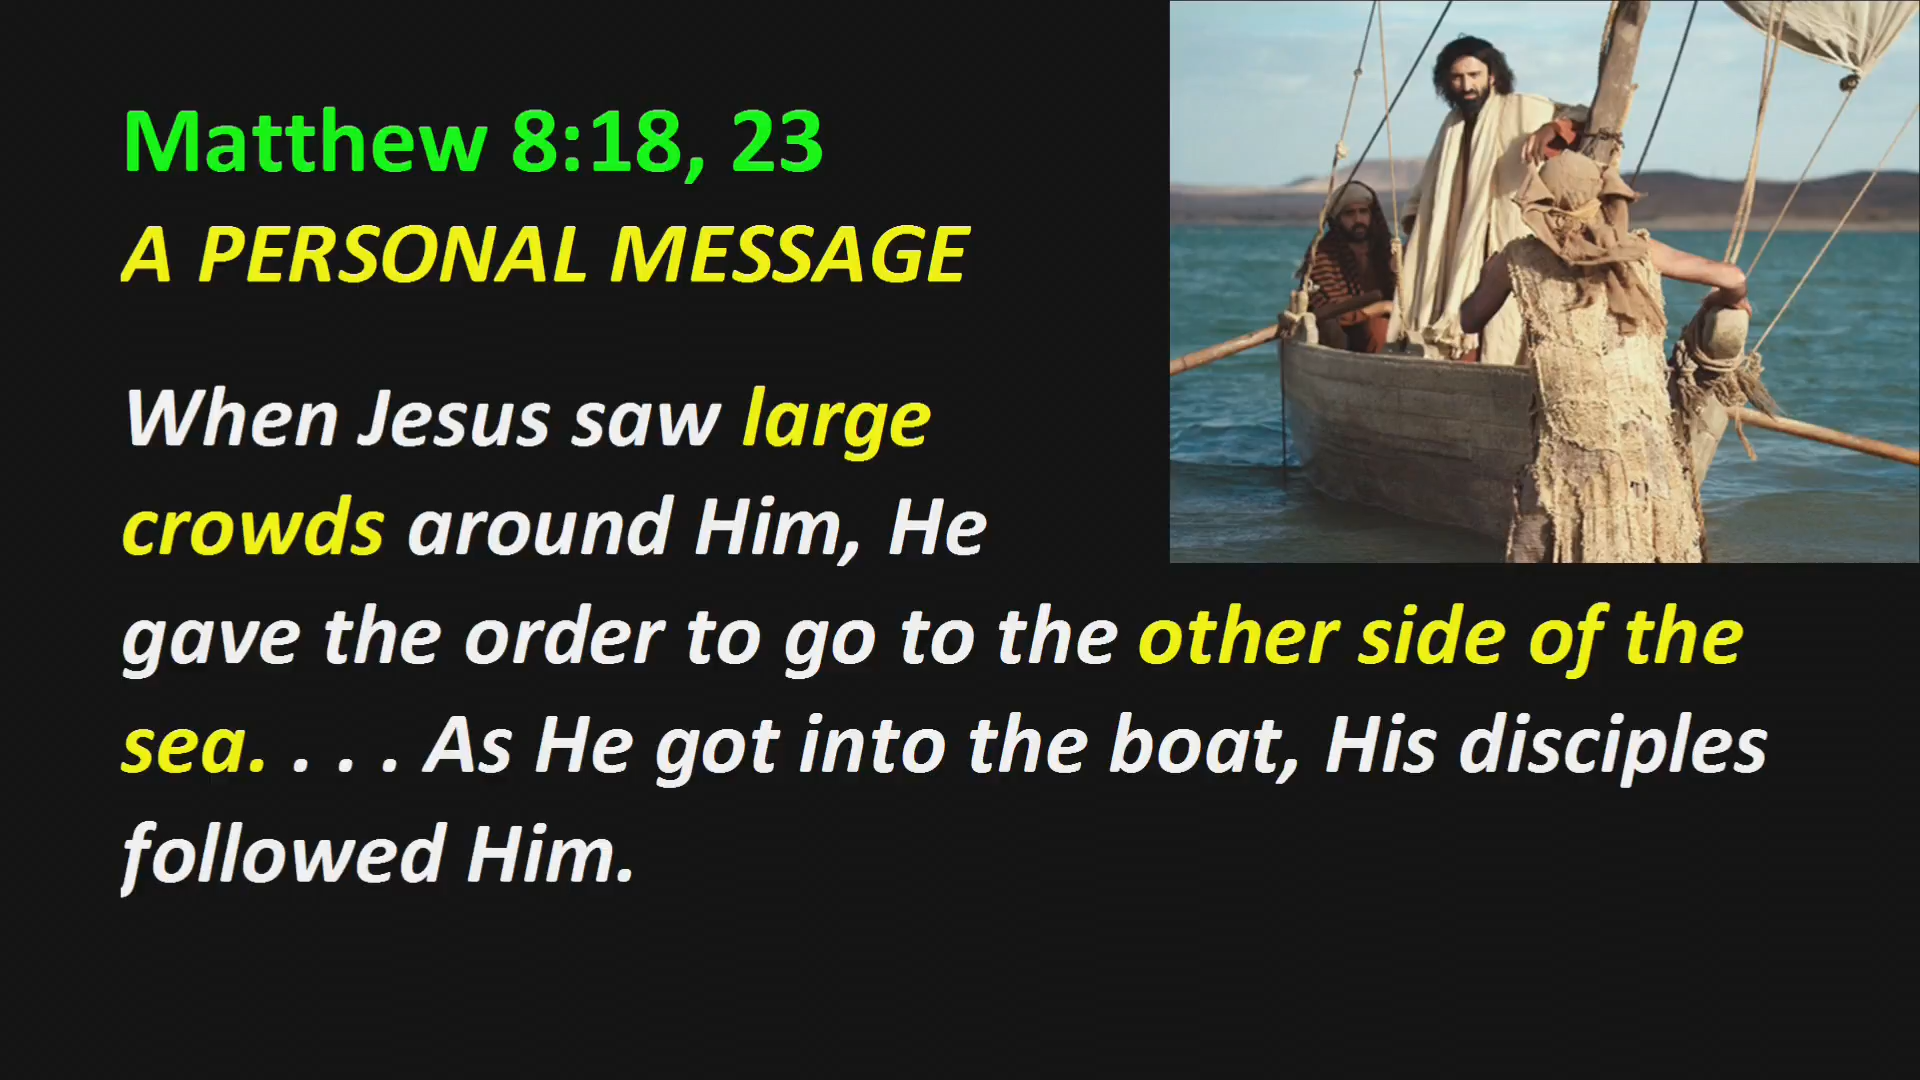 Matthew 8:18, 23
A PERSONAL MESSAGE
When Jesus saw large
crowds around Him, He
gave the order to go to the other side of the
sea. . . . As He got into the boat, His disciples
followed Him.